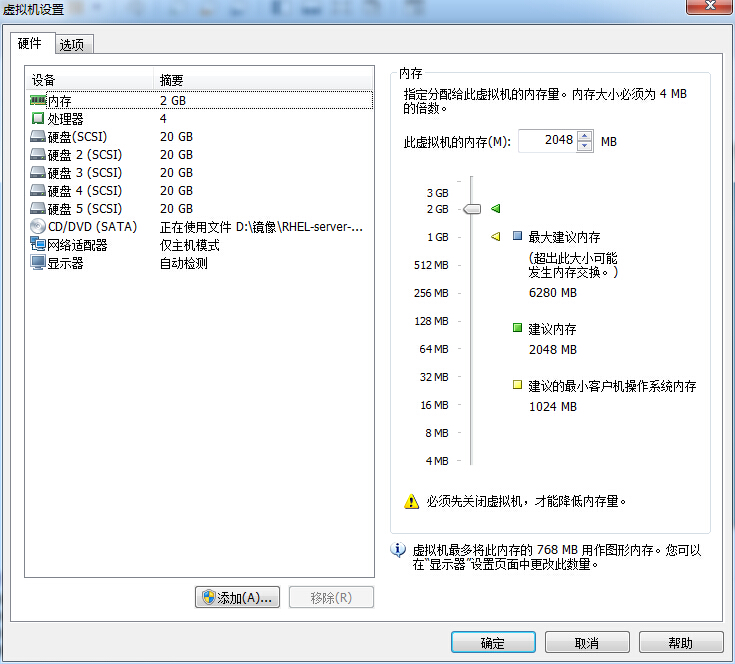 虚拟机设置
硬件 选项
设备 摘要
内存 2 GB
处理器 4
硬盘(SCSI) 20 GB
硬盘 2 (SCSI) 20 GB
硬盘 3 (SCSI) 20 GB
硬盘 4 (SCSI) 20 GB
硬盘 5 (SCSI) 20 GB
CD/DVD (SATA) 正在使用文件 D:\镜像\RHEL-server-...
网络适配器 仅主机模式
显示器 自动检测
添加(A)... 移除(R)
内存
指定分配给此虚拟机的内存量。内存大小必须为 4 MB
的倍数。
此虚拟机的内存(M): 2048 MB
3 GB
2 GB
1 GB
512 MB
256 MB
128 MB
64 MB
32 MB
16 MB
8 MB
4 MB
最大建议内存
(超出此大小可能
发生内存交换。)
6280 MB
建议内存
2048 MB
建议的最小客户机操作系统内存
1024 MB
必须先关闭虚拟机，才能降低内存量。
虚拟机最多将此内存的 768 MB 用作图形内存。您可以
在“显示器”设置页面中更改此数量。
确定 取消 帮助